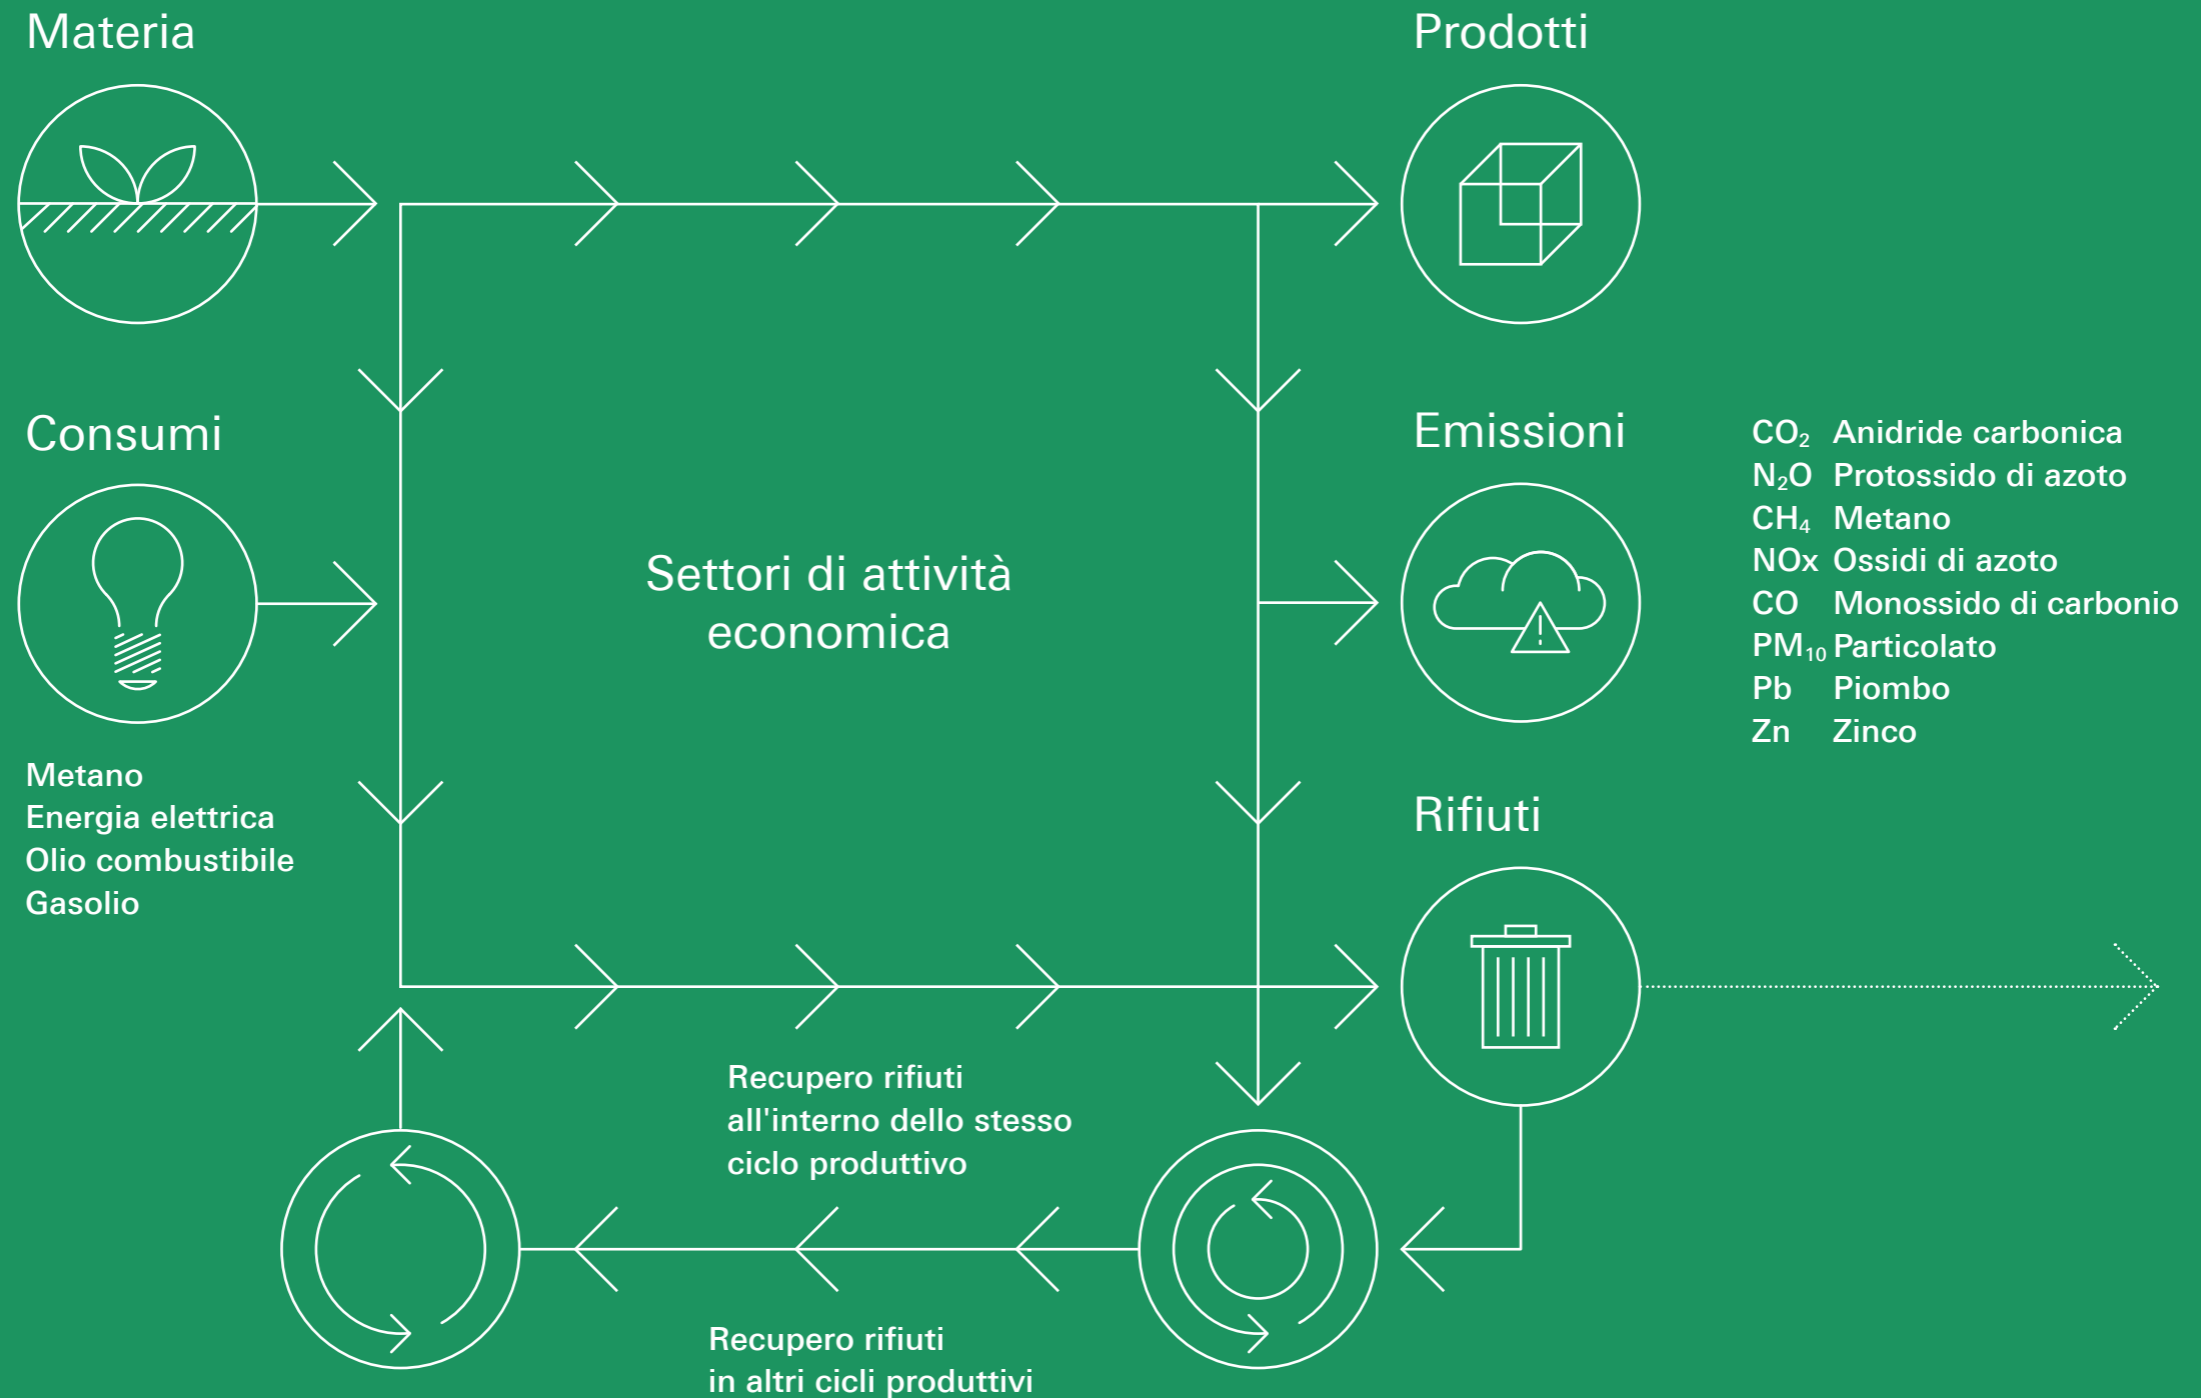 Materia
Prodotti
Consumi
Metano
Energia elettrica
Olio combustibile
Gasolio
Settori di attività
economica
Emissioni
CO₂ Anidride carbonica
N₂O Protossido di azoto
CH₄ Metano
NOx Ossidi di azoto
CO Monossido di carbonio
PM₁₀ Particolato
Pb Piombo
Zn Zinco
Rifiuti
Recupero rifiuti
all'interno dello stesso
ciclo produttivo
Recupero rifiuti
in altri cicli produttivi